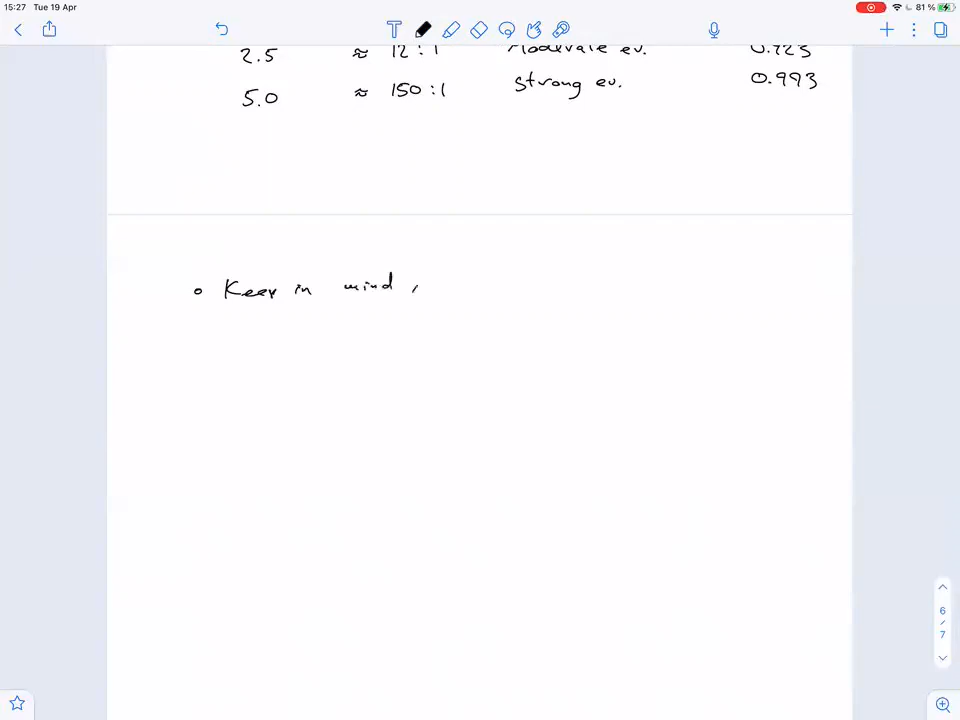 15:27 Tue 19 Apr 81 %
2.5 ≈ 12 : 1 Moderate ev. 0.923
5.0 ≈ 150 : 1 Strong ev. 0.993
Keep in mind,
6
/
7